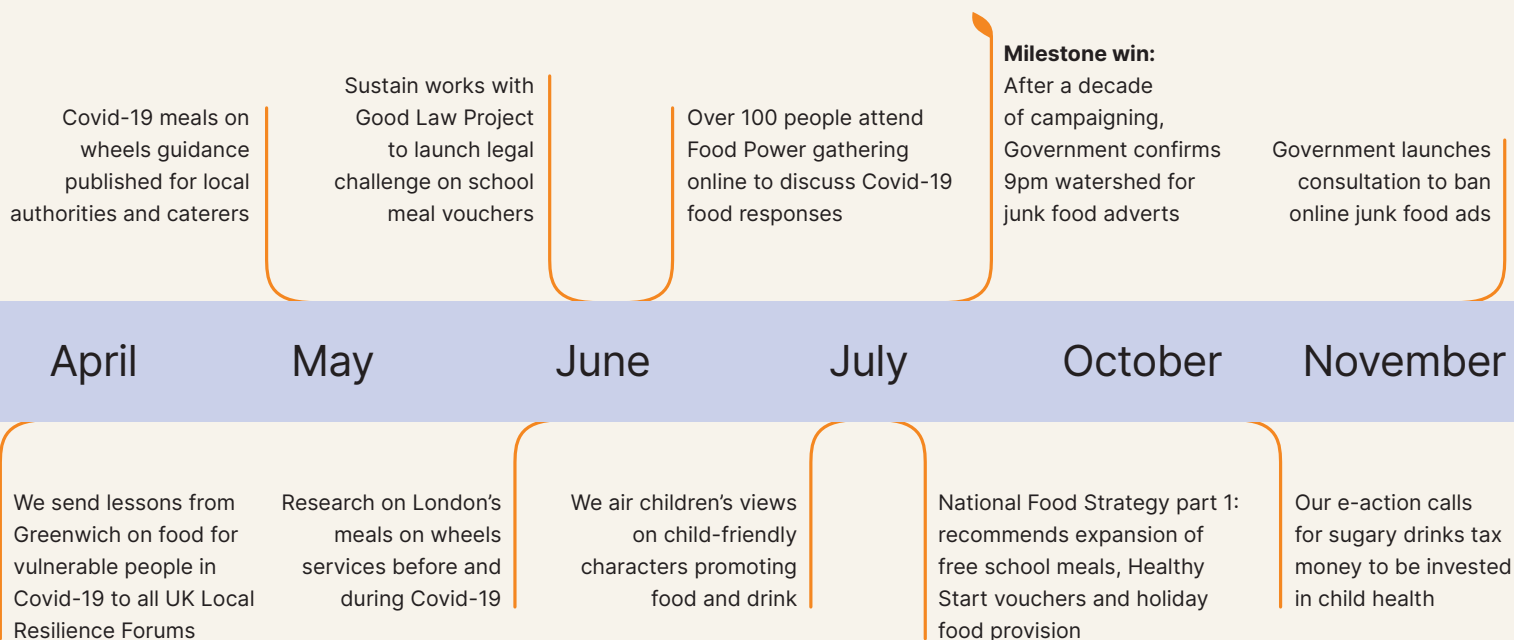 Covid-19 meals on
wheels guidance
published for local
authorities and caterers
Sustain works with
Good Law Project
to launch legal
challenge on school
meal vouchers
Over 100 people attend
Food Power gathering
online to discuss Covid-19
food responses
Milestone win:
After a decade
of campaigning,
Government confirms
9pm watershed for
junk food adverts
Government launches
consultation to ban
online junk food ads
April
May
June
July
October
November
We send lessons from
Greenwich on food for
vulnerable people in
Covid-19 to all UK Local
Resilience Forums
Research on London’s
meals on wheels
services before and
during Covid-19
We air children’s views
on child-friendly
characters promoting
food and drink
National Food Strategy part 1:
recommends expansion of
free school meals, Healthy
Start vouchers and holiday
food provision
Our e-action calls
for sugary drinks tax
money to be invested
in child health